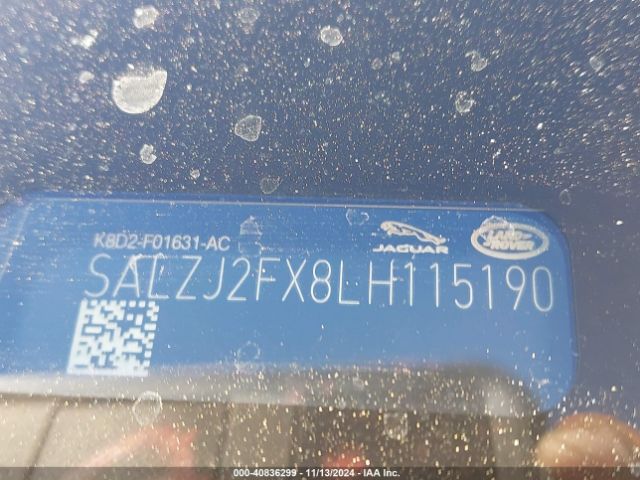 K8D2-F01631-AC
JAGUAR
LAND ROVER
SALZJ2FX8LH115190
000-40836299 - 11/13/2024 - IAA Inc.